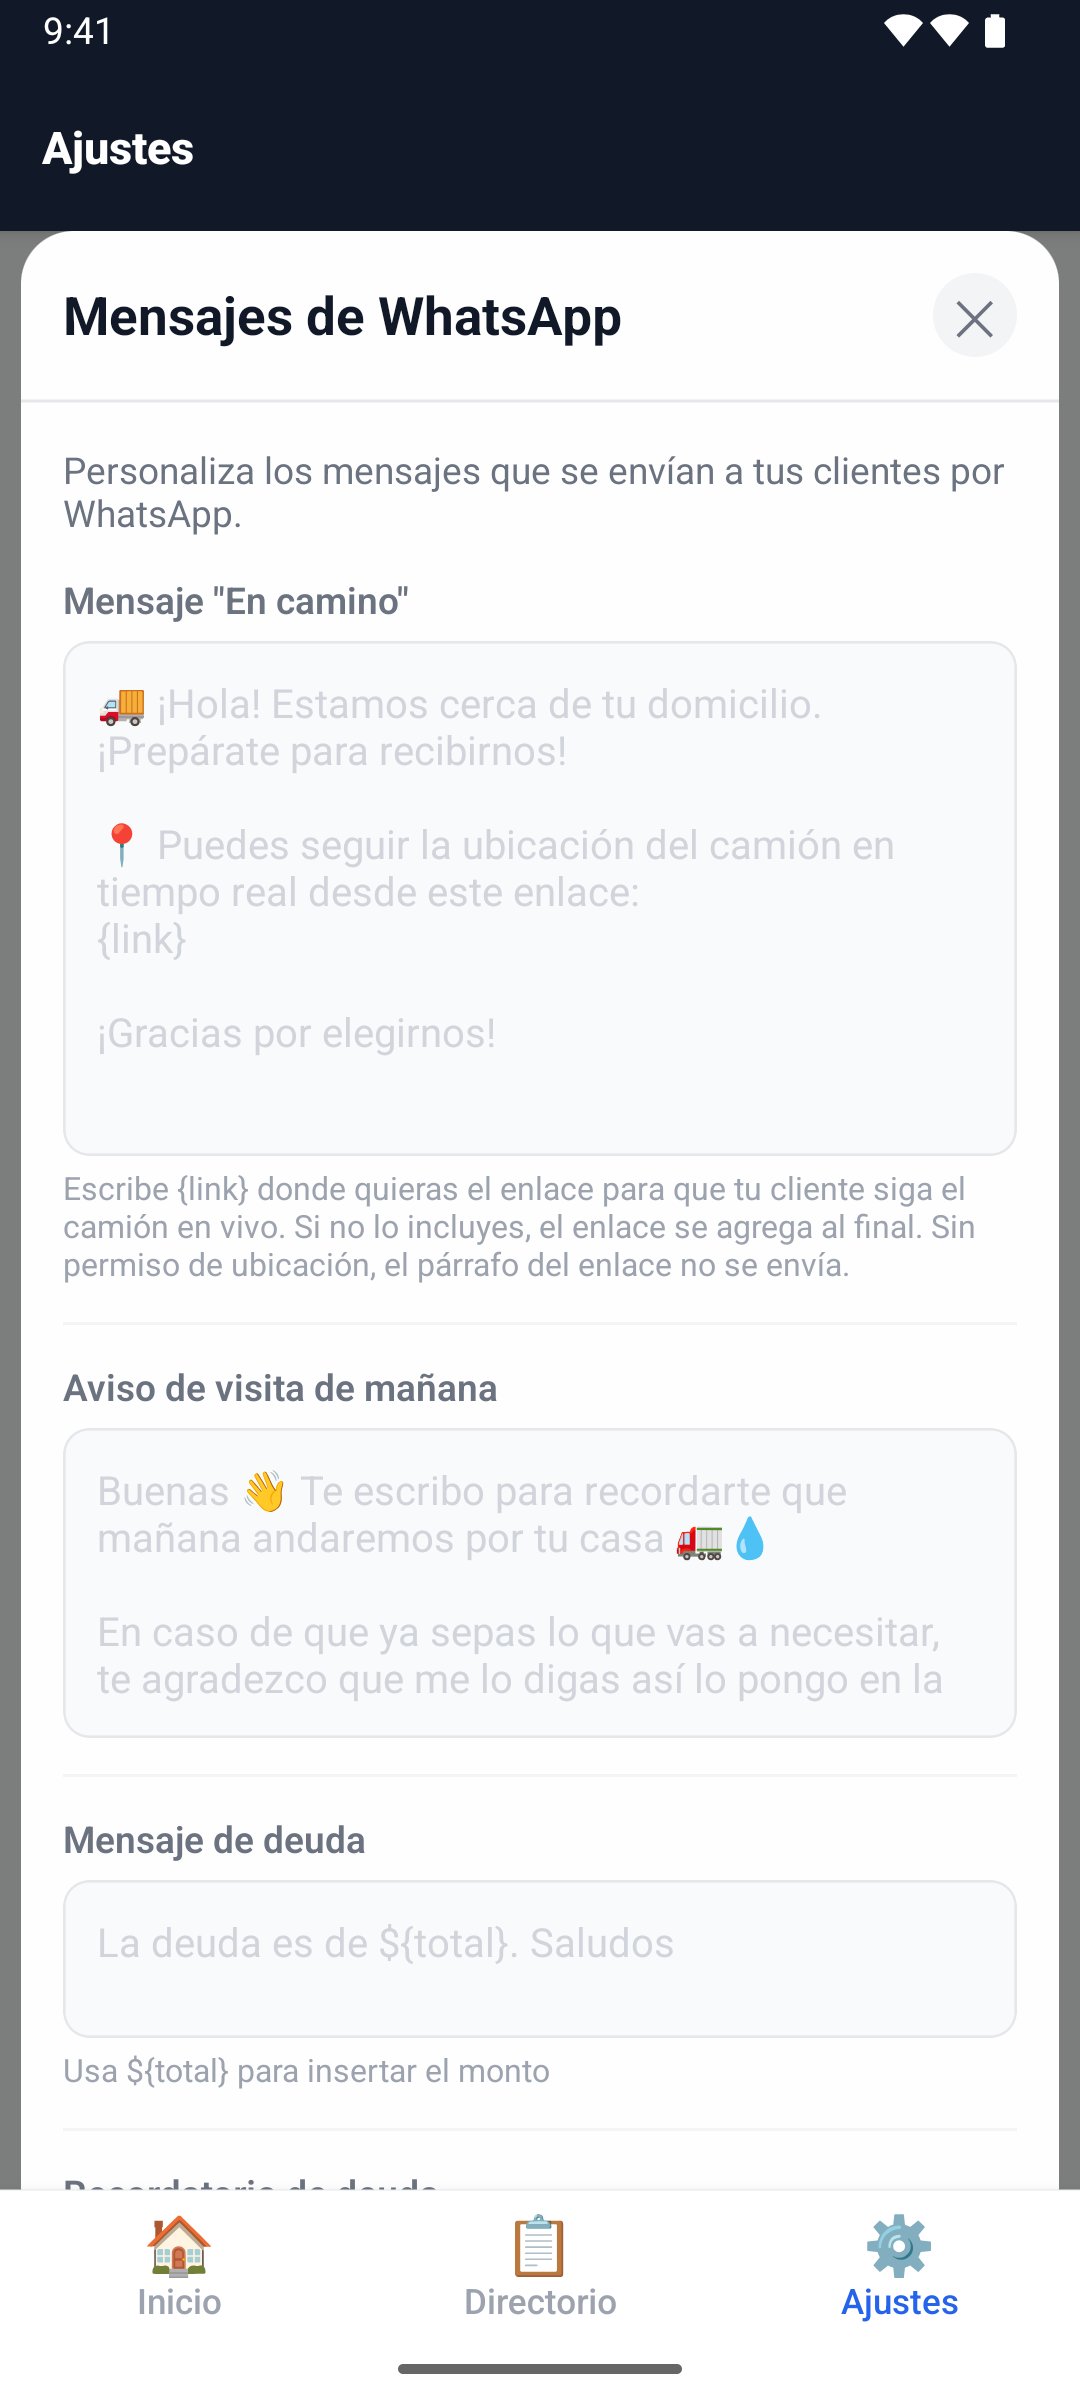 9:41
Ajustes
Mensajes de WhatsApp
Personaliza los mensajes que se envían a tus clientes por
WhatsApp.
Mensaje "En camino"
🚚 ¡Hola! Estamos cerca de tu domicilio.
¡Prepárate para recibirnos!
📍 Puedes seguir la ubicación del camión en
tiempo real desde este enlace:
{link}
¡Gracias por elegirnos!
Escribe {link} donde quieras el enlace para que tu cliente siga el
camión en vivo. Si no lo incluyes, el enlace se agrega al final. Sin
permiso de ubicación, el párrafo del enlace no se envía.
Aviso de visita de mañana
Buenas 👋 Te escribo para recordarte que
mañana andaremos por tu casa 🚛💧
En caso de que ya sepas lo que vas a necesitar,
te agradezco que me lo digas así lo pongo en la
Mensaje de deuda
La deuda es de ${total}. Saludos
Usa ${total} para insertar el monto
Recordatorio de deuda
Inicio
Directorio
Ajustes